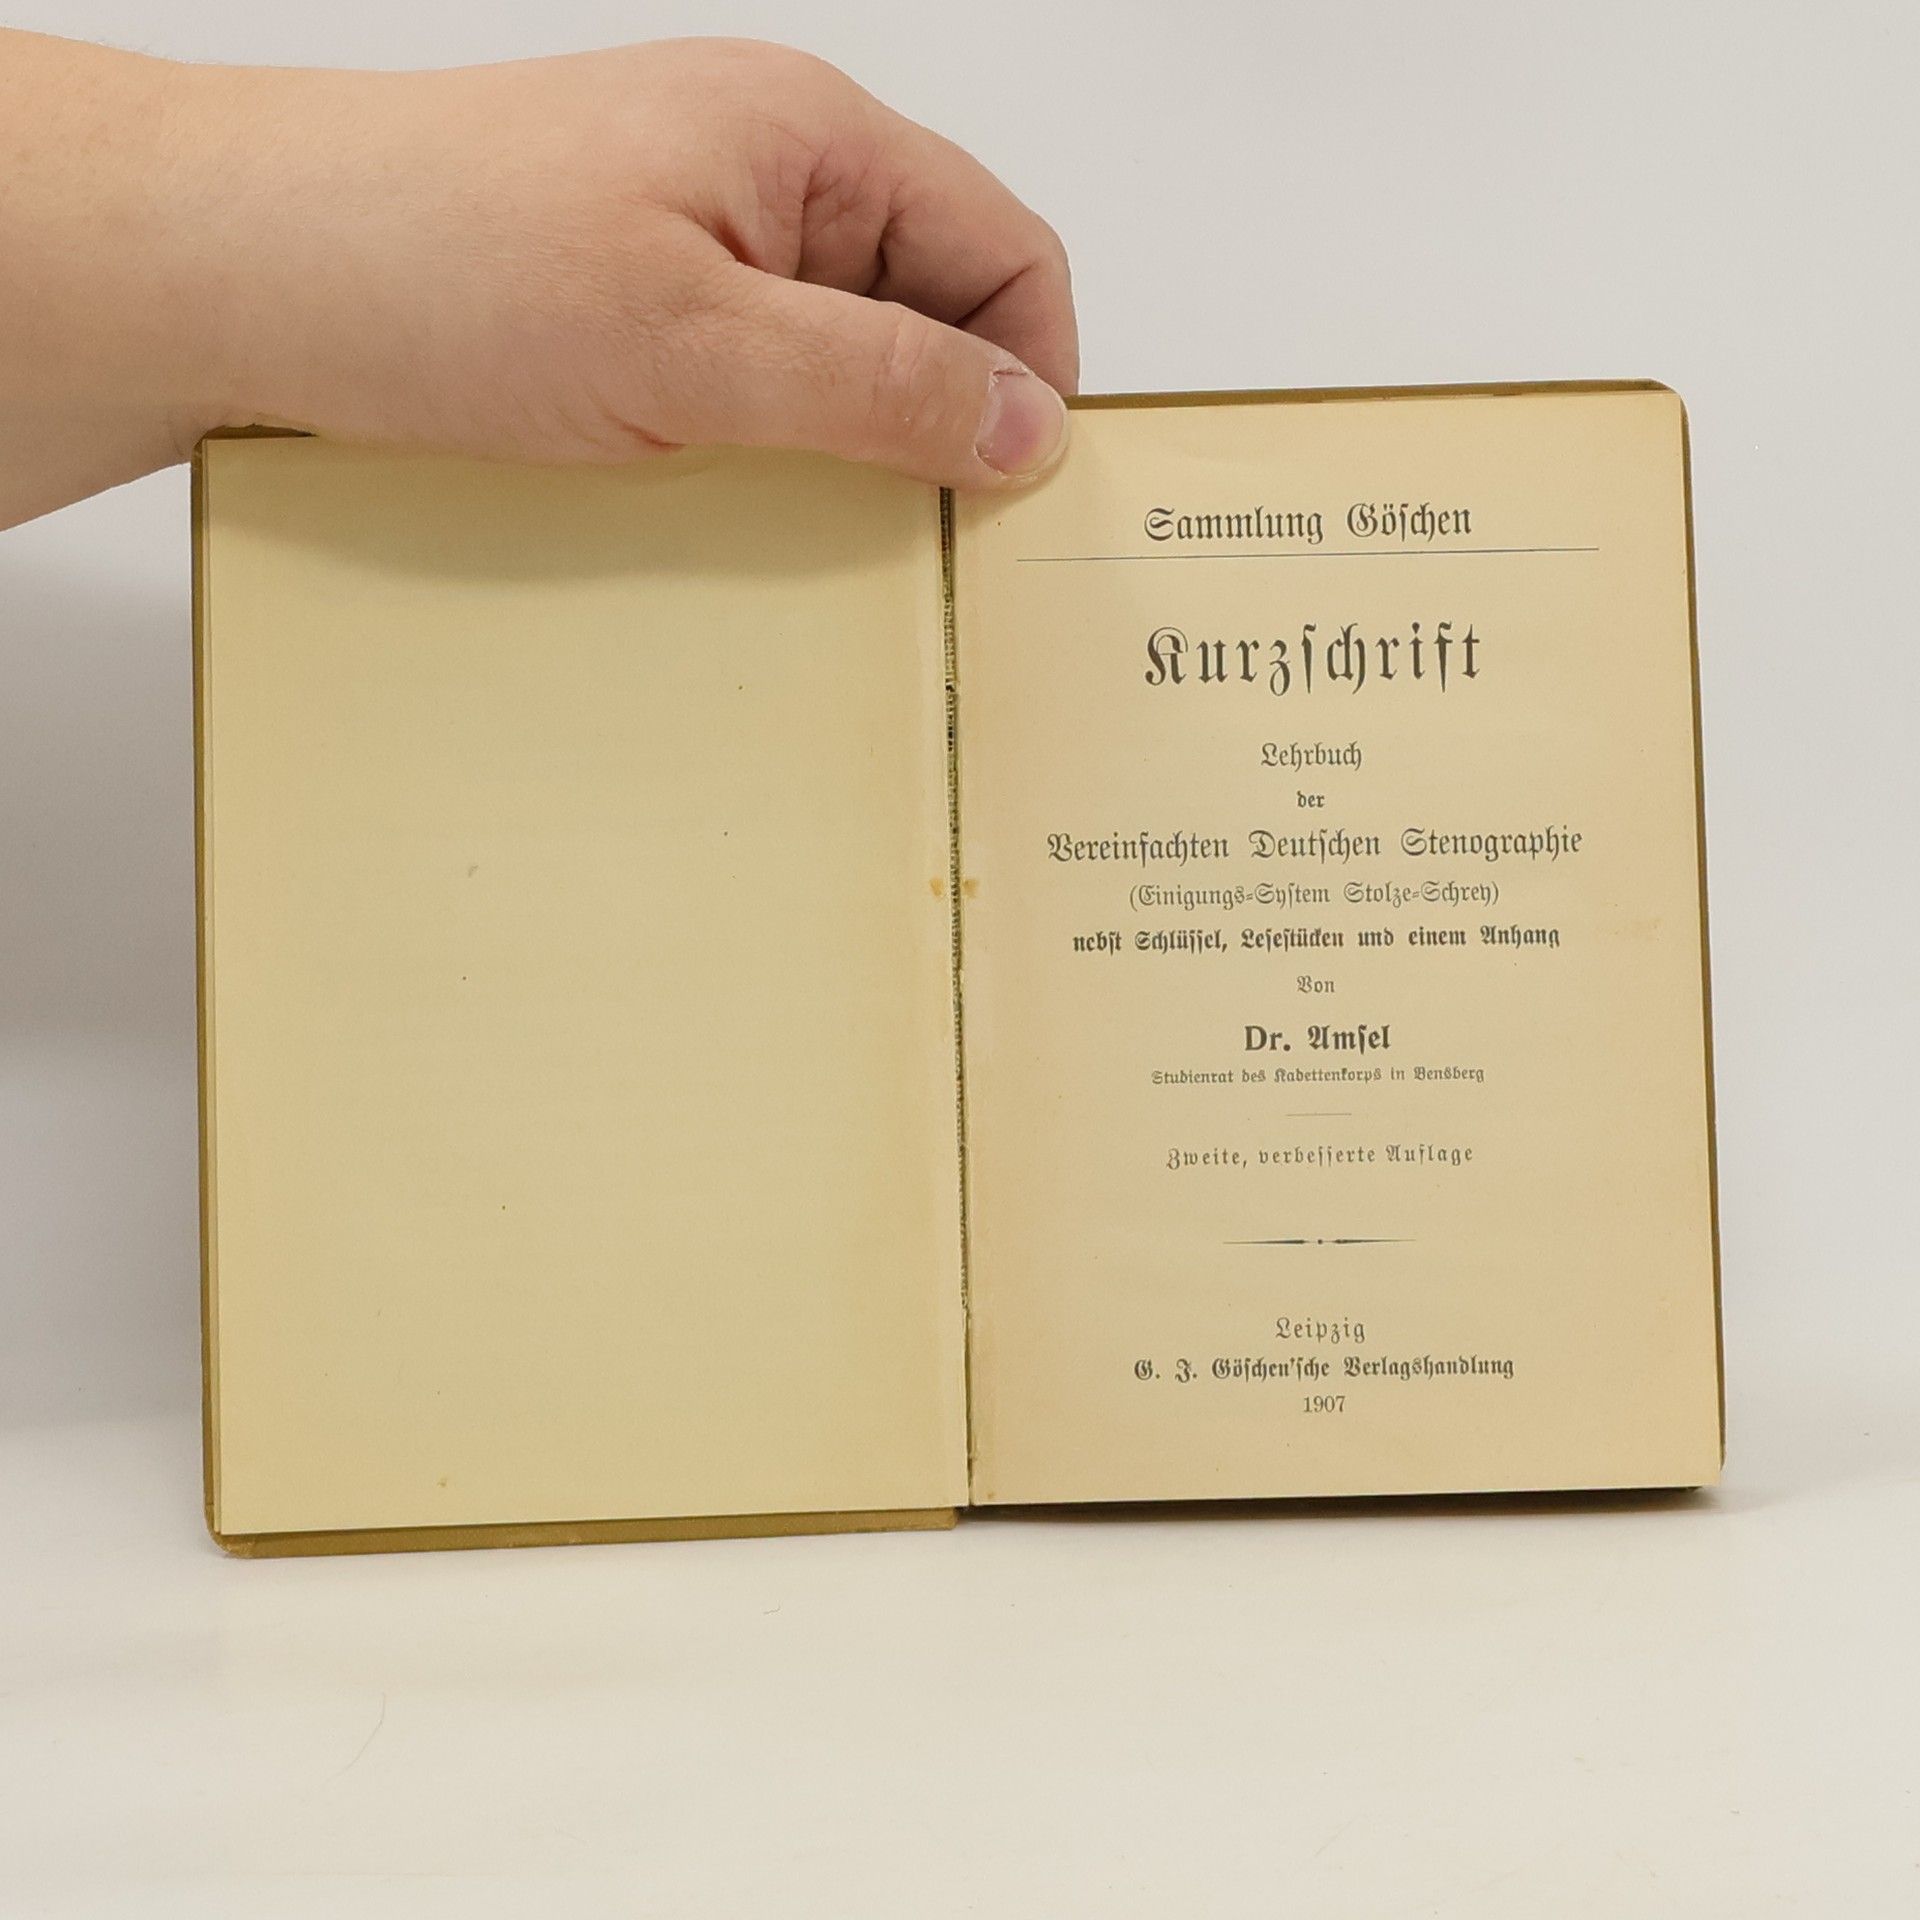 Sammlung Göschen
Kurzschrift
Lehrbuch
der
Vereinfachten Deutschen Stenographie
(Einigungs-System Stolze-Schrey)
nebst Schlüssel, Lesestücken und einem Anhang
Von
Dr. Amsel
Studienrat des Kadettenkorps in Bensberg
Zweite, verbesserte Auflage
Leipzig
G. J. Göschen'sche Verlagshandlung
1907